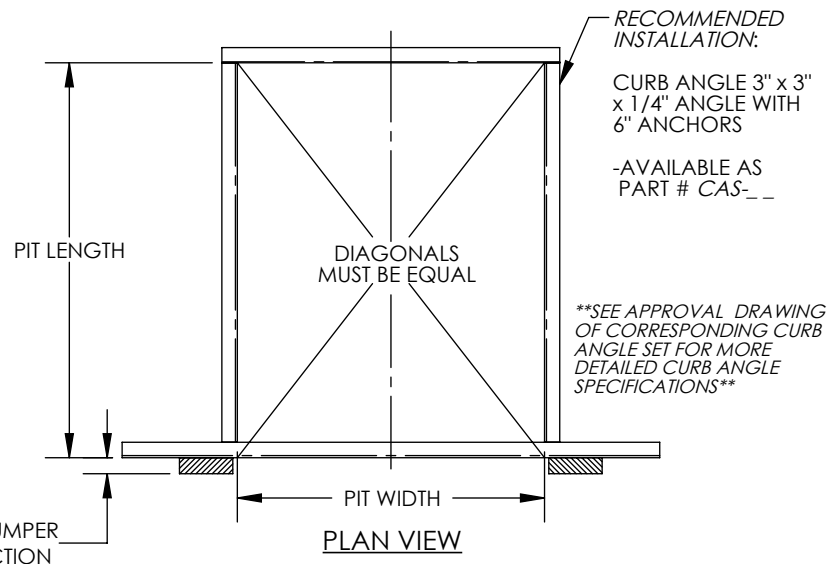 RECOMMENDED
INSTALLATION:
CURB ANGLE 3" x 3"
x 1/4" ANGLE WITH
6" ANCHORS
-AVAILABLE AS
PART # CAS-_ _
PIT LENGTH
DIAGONALS
MUST BE EQUAL
**SEE APPROVAL DRAWING
OF CORRESPONDING CURB
ANGLE SET FOR MORE
DETAILED CURB ANGLE
SPECIFICATIONS**
PIT WIDTH
UMPER
CTION
PLAN VIEW